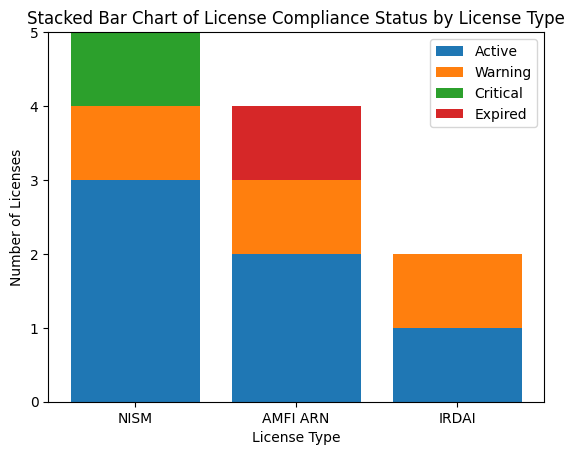 Stacked Bar Chart of License Compliance Status by License Type
Active
Warning
Critical
Expired
Number of Licenses
5
4
3
2
1
0
NISM
AMFI ARN
IRDAI
License Type